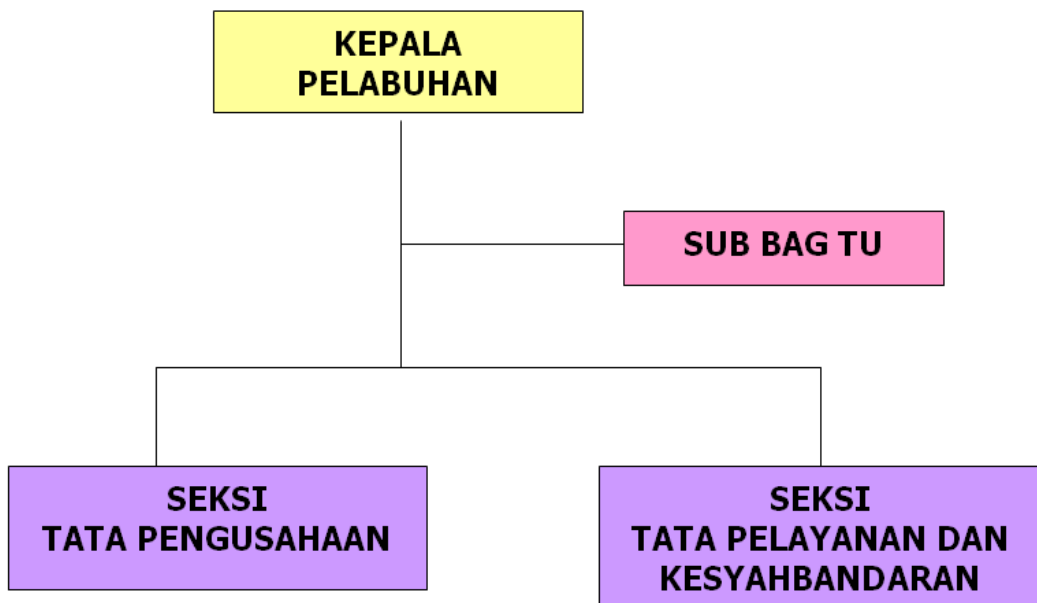 KEPALA
PELABUHAN
SUB BAG TU
SEKSI
TATA PENGUSAHAAN
SEKSI
TATA PELAYANAN DAN
KESYAHBANDARAN